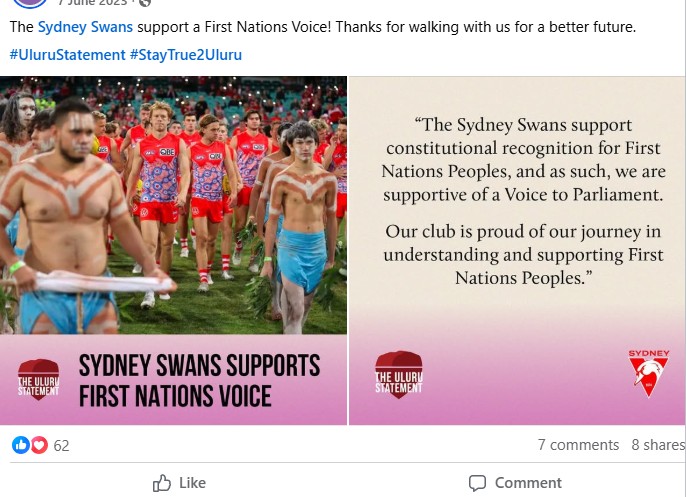 7 June 2023 ·
The Sydney Swans support a First Nations Voice! Thanks for walking with us for a better future.
#UluruStatement #StayTrue2Uluru
QBE
QBE
THE ULURU
STATEMENT
SYDNEY SWANS SUPPORTS
FIRST NATIONS VOICE
“The Sydney Swans support
constitutional recognition for First
Nations Peoples, and as such, we are
supportive of a Voice to Parliament.
Our club is proud of our journey in
understanding and supporting First
Nations Peoples.”
THE ULURU
STATEMENT
SYDNEY
62
7 comments 8 shares
Like
Comment